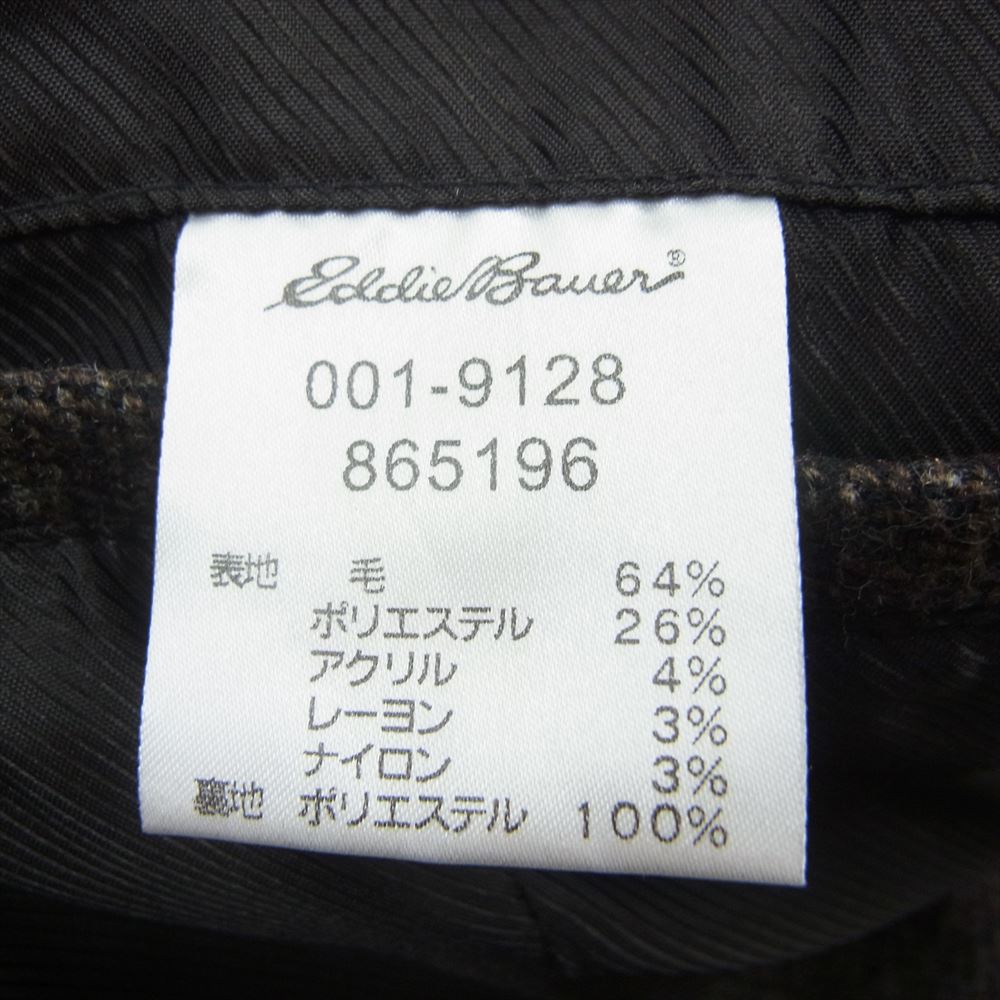 Eddie Bauer®
001-9128
865196
表地 毛 64%
ポリエステル 26%
アクリル 4%
レーヨン 3%
ナイロン 3%
裏地 ポリエステル 100%